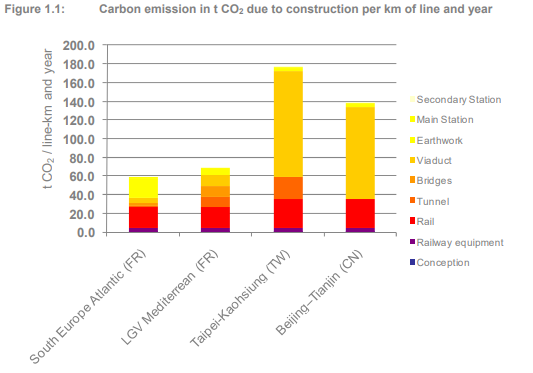 Figure 1.1: Carbon emission in t CO₂ due to construction per km of line and year
t CO₂ / line-km and year
200.0
180.0
160.0
140.0
120.0
100.0
80.0
60.0
40.0
20.0
0.0
South Europe Atlantic (FR)
LGV Mediterrean (FR)
Taipei-Kaohsiung (TW)
Beijing–Tianjin (CN)
Secondary Station
Main Station
Earthwork
Viaduct
Bridges
Tunnel
Rail
Railway equipment
Conception